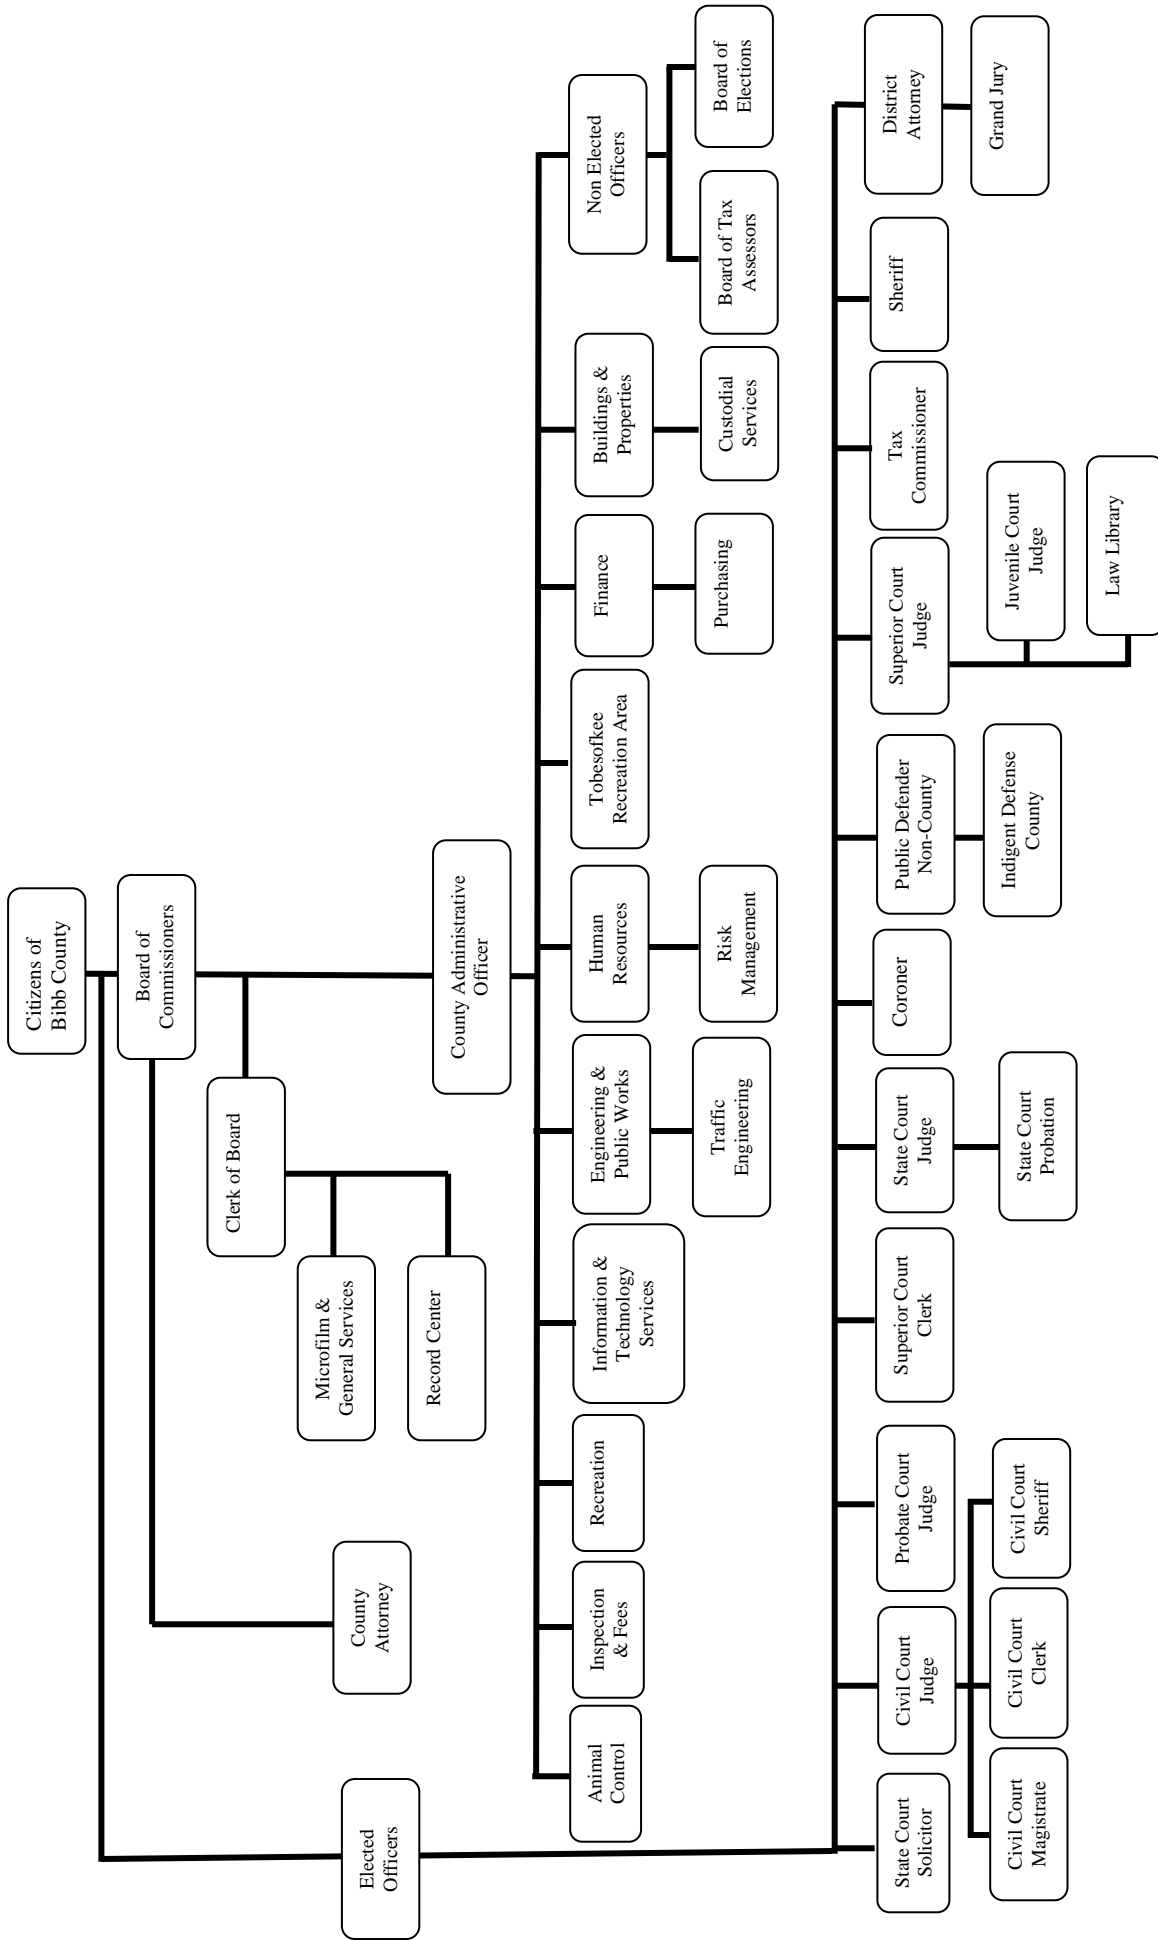 Citizens of
Bibb County
Board of
Commissioners
Clerk of Board
Microfilm &
General Services
Record Center
County
Attorney
Elected
Officers
County Administrative
Officer
Animal
Control
Inspection
& Fees
Recreation
Information &
Technology
Services
Engineering &
Public Works
Traffic
Engineering
Human
Resources
Risk
Management
Tobesofkee
Recreation Area
Finance
Purchasing
Buildings &
Properties
Custodial
Services
Non Elected
Officers
Board of Tax
Assessors
Board of
Elections
State Court
Solicitor
Civil Court
Judge
Civil Court
Magistrate
Civil Court
Clerk
Civil Court
Sheriff
Probate Court
Judge
Superior Court
Clerk
State Court
Judge
State Court
Probation
Coroner
Public Defender
Non-County
Indigent Defense
County
Superior Court
Judge
Juvenile Court
Judge
Law Library
Tax
Commissioner
Sheriff
District
Attorney
Grand Jury